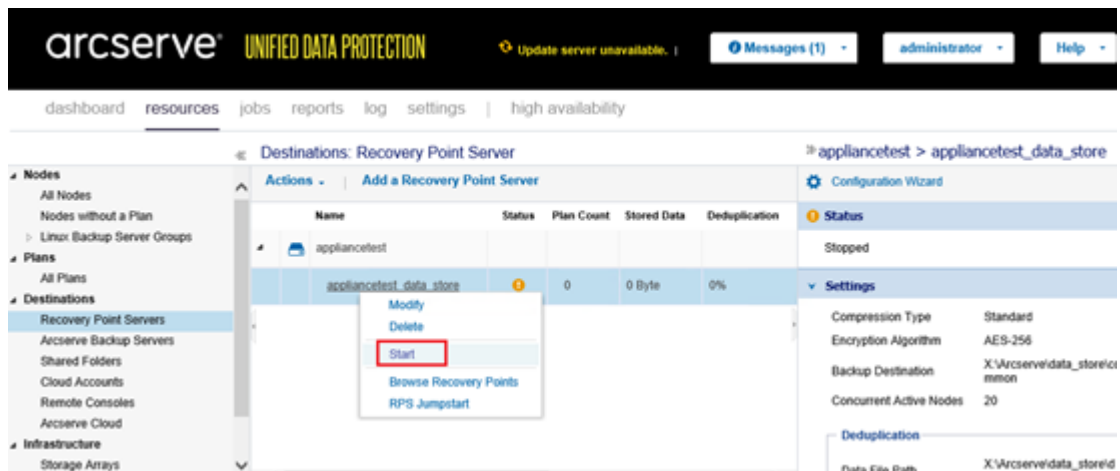 arcserve® UNIFIED DATA PROTECTION Update server unavailable. | Messages (1) administrator Help
dashboard resources jobs reports log settings | high availability
Nodes
All Nodes
Nodes without a Plan
Linux Backup Server Groups
Plans
All Plans
Destinations
Recovery Point Servers
Arcserve Backup Servers
Shared Folders
Cloud Accounts
Remote Consoles
Arcserve Cloud
Infrastructure
Storage Arrays
Destinations: Recovery Point Server
Actions | Add a Recovery Point Server
Name Status Plan Count Stored Data Deduplication
appliancetest
appliancetest_data_store 0 0 Byte 0%
Modify
Delete
Start
Browse Recovery Points
RPS Jumpstart
appliancetest > appliancetest_data_store
Configuration Wizard
Status
Stopped
Settings
Compression Type Standard
Encryption Algorithm AES-256
Backup Destination X:\Arcserve\data_store\co
mmon
Concurrent Active Nodes 20
Deduplication
Data File Path X:\Arcserve\data_store\d